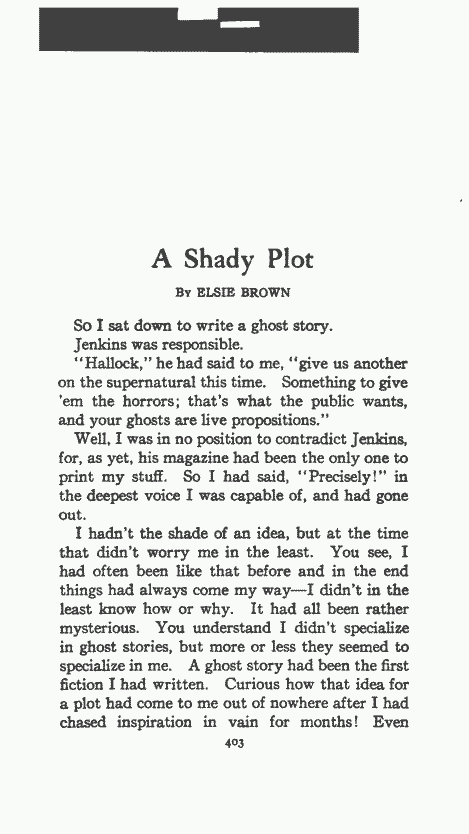 A Shady Plot
By ELSIE BROWN
So I sat down to write a ghost story.
Jenkins was responsible.
"Hallock," he had said to me, "give us another
on the supernatural this time. Something to give
'em the horrors; that's what the public wants,
and your ghosts are live propositions."
Well, I was in no position to contradict Jenkins,
for, as yet, his magazine had been the only one to
print my stuff. So I had said, "Precisely!" in
the deepest voice I was capable of, and had gone
out.
I hadn't the shade of an idea, but at the time
that didn't worry me in the least. You see, I
had often been like that before and in the end
things had always come my way—I didn't in the
least know how or why. It had all been rather
mysterious. You understand I didn't specialize
in ghost stories, but more or less they seemed to
specialize in me. A ghost story had been the first
fiction I had written. Curious how that idea for
a plot had come to me out of nowhere after I had
chased inspiration in vain for months! Even
403